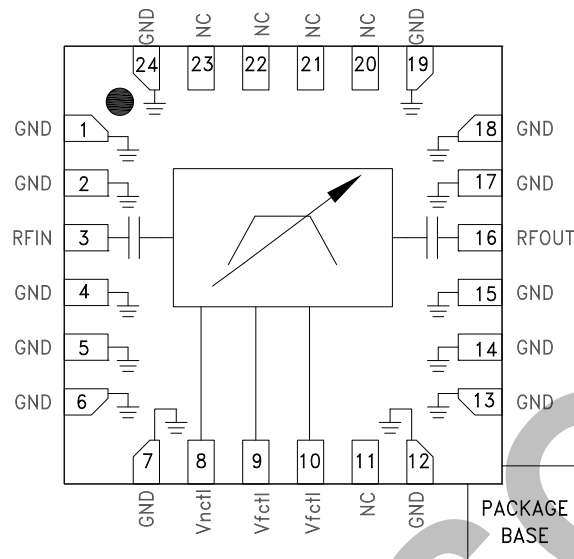 GND NC NC NC NC GND
24 23 22 21 20 19
GND 1 18 GND
GND 2 17 GND
RFIN 3 16 RFOUT
GND 4 15 GND
GND 5 14 GND
GND 6 13 GND
7 8 9 10 11 12
GND Vnctl Vfctl Vfctl NC GND
PACKAGE
BASE